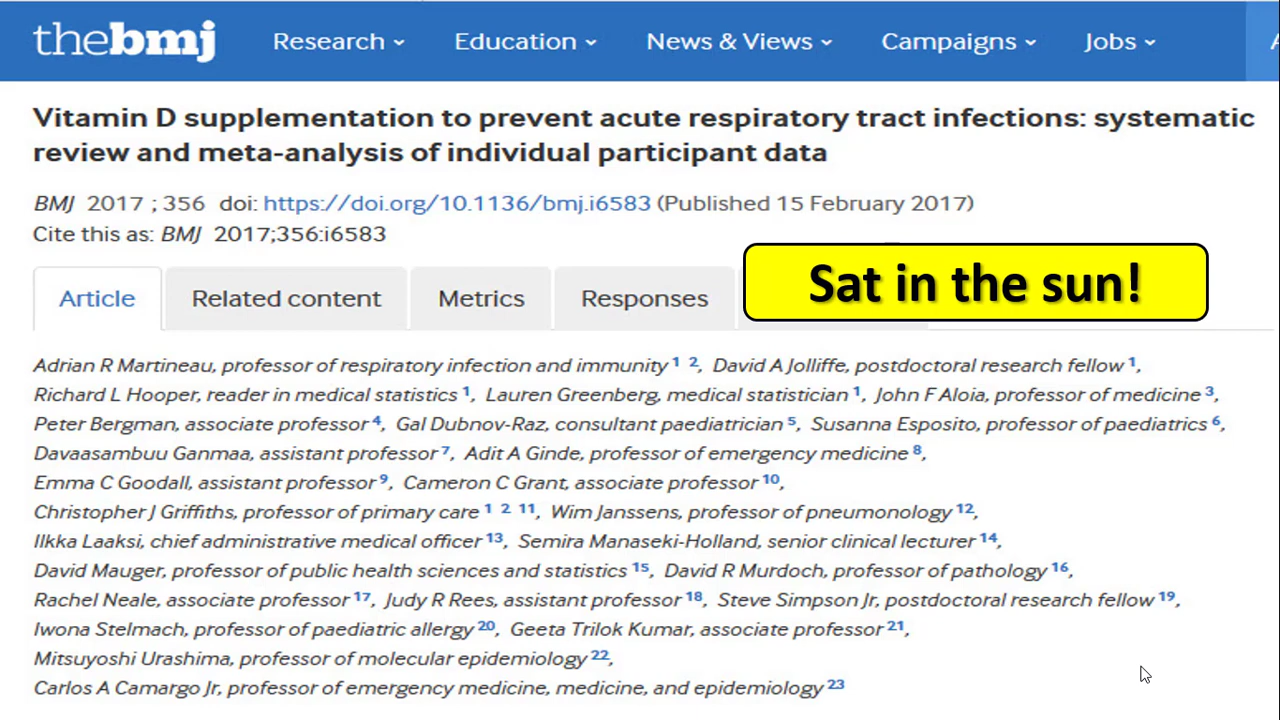 thebmj Research Education News & Views Campaigns Jobs A
Vitamin D supplementation to prevent acute respiratory tract infections: systematic
review and meta-analysis of individual participant data
BMJ 2017 ; 356 doi: https://doi.org/10.1136/bmj.i6583 (Published 15 February 2017)
Cite this as: BMJ 2017;356:i6583
Article Related content Metrics Responses
Sat in the sun!
Adrian R Martineau, professor of respiratory infection and immunity 1 2, David A Jolliffe, postdoctoral research fellow 1,
Richard L Hooper, reader in medical statistics 1, Lauren Greenberg, medical statistician 1, John F Aloia, professor of medicine 3,
Peter Bergman, associate professor 4, Gal Dubnov-Raz, consultant paediatrician 5, Susanna Esposito, professor of paediatrics 6,
Davaasambuu Ganmaa, assistant professor 7, Adit A Ginde, professor of emergency medicine 8,
Emma C Goodall, assistant professor 9, Cameron C Grant, associate professor 10,
Christopher J Griffiths, professor of primary care 1 2 11, Wim Janssens, professor of pneumonology 12,
Ilkka Laaksi, chief administrative medical officer 13, Semira Manaseki-Holland, senior clinical lecturer 14,
David Mauger, professor of public health sciences and statistics 15, David R Murdoch, professor of pathology 16,
Rachel Neale, associate professor 17, Judy R Rees, assistant professor 18, Steve Simpson Jr, postdoctoral research fellow 19,
Iwona Stelmach, professor of paediatric allergy 20, Geeta Trilok Kumar, associate professor 21,
Mitsuyoshi Urashima, professor of molecular epidemiology 22,
Carlos A Camargo Jr, professor of emergency medicine, medicine, and epidemiology 23